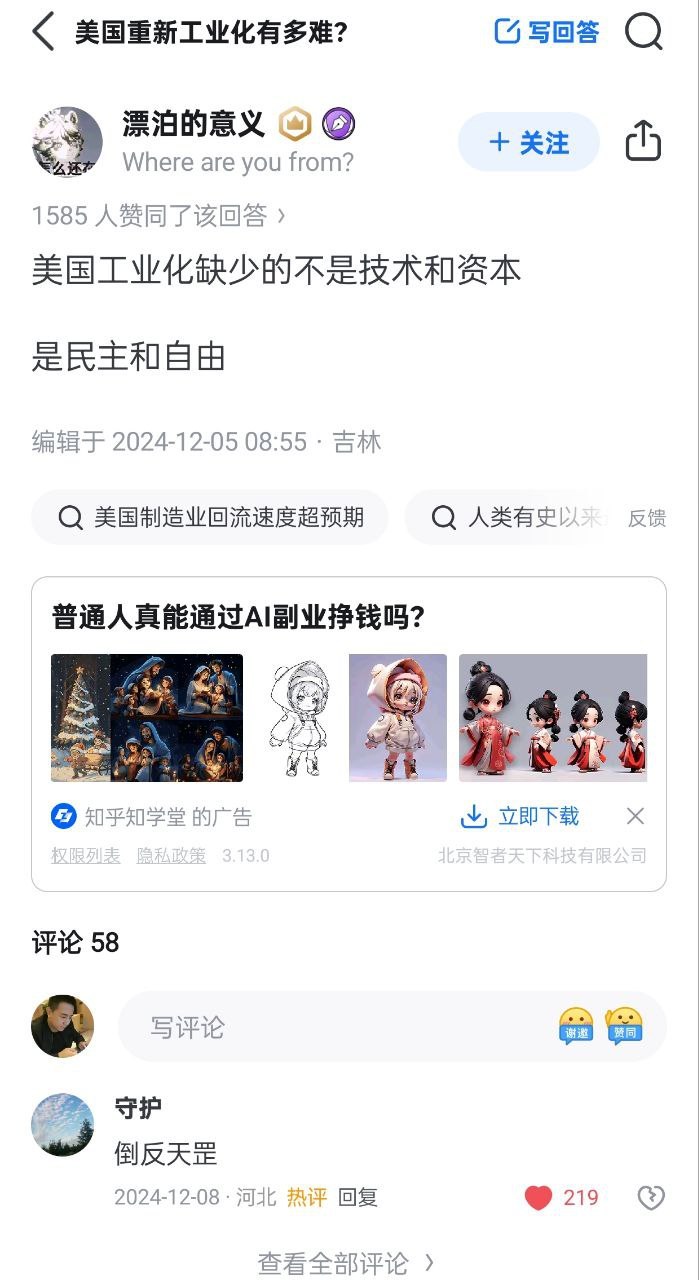 美国重新工业化有多难?
写回答
漂泊的意义
Where are you from?
+ 关注
1585 人赞同了该回答
美国工业化缺少的不是技术和资本
是民主和自由
编辑于 2024-12-05 08:55 · 吉林
美国制造业回流速度超预期
人类有史以来
反馈
普通人真能通过AI副业挣钱吗?
知乎知学堂 的广告
立即下载
权限列表 隐私政策 3.13.0
北京智者天下科技有限公司
评论 58
写评论
谢邀
赞同
守护
倒反天罡
2024-12-08 · 河北 热评 回复
219
查看全部评论